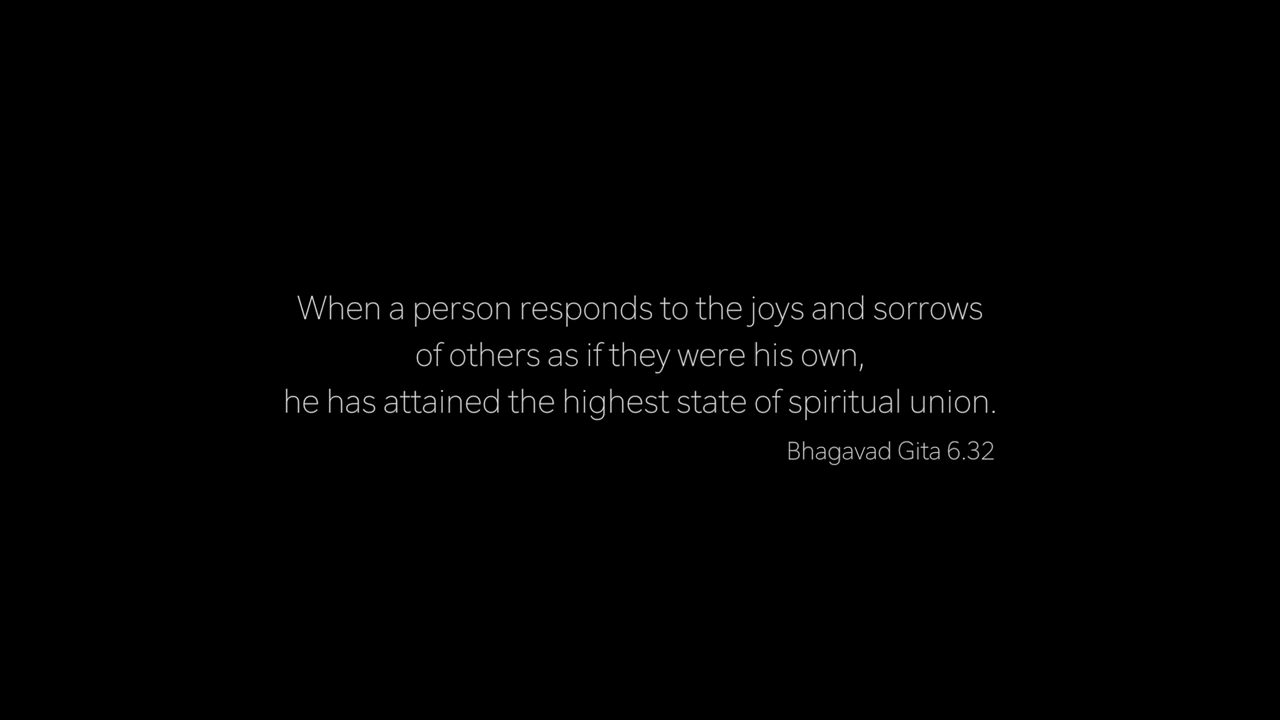 When a person responds to the joys and sorrows
of others as if they were his own,
he has attained the highest state of spiritual union.
Bhagavad Gita 6.32